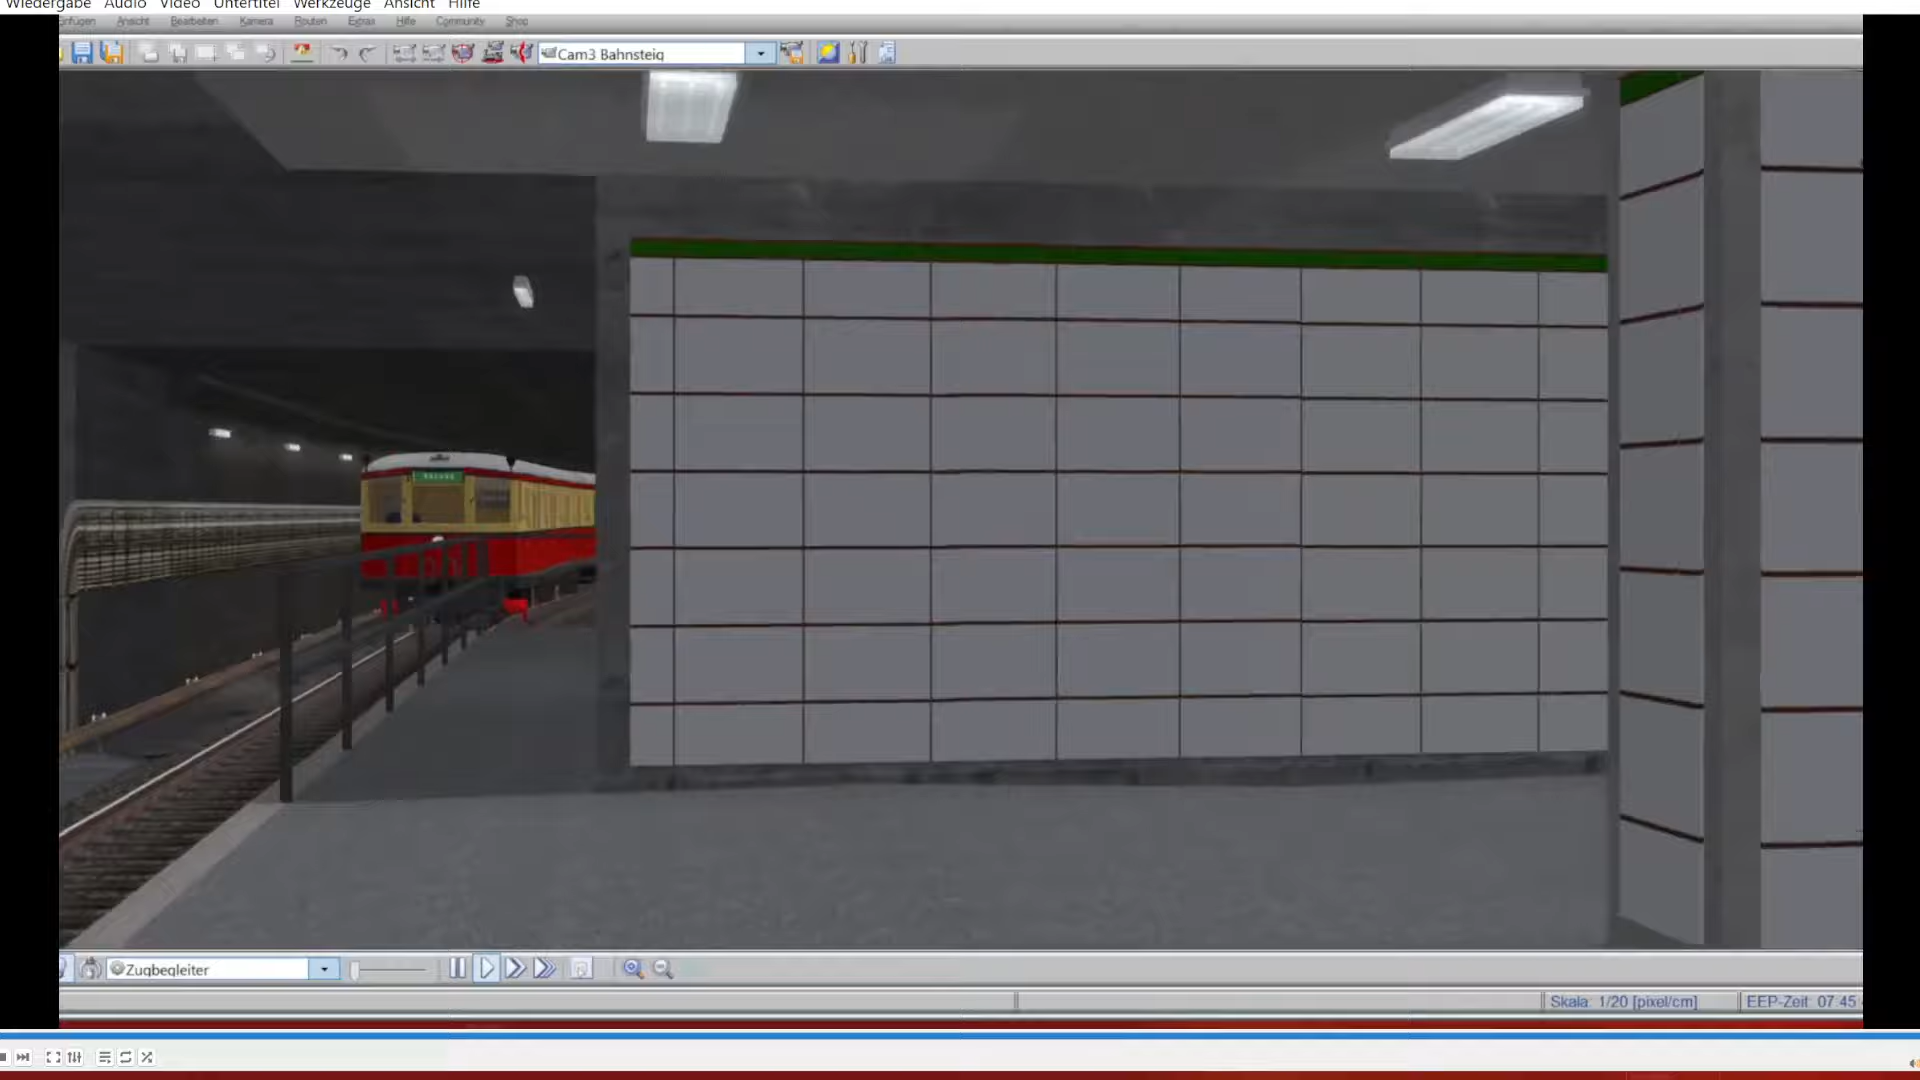 Wiedergabe Audio Video Untertitel Werkzeuge Ansicht Hilfe
Einfügen Ansicht Bearbeiten Kamera Routen Extras Hilfe Community Shop
Cam3 Bahnsteig
Zugbegleiter
Skala: 1/20 [pixel/cm] EEP-Zeit: 07:45